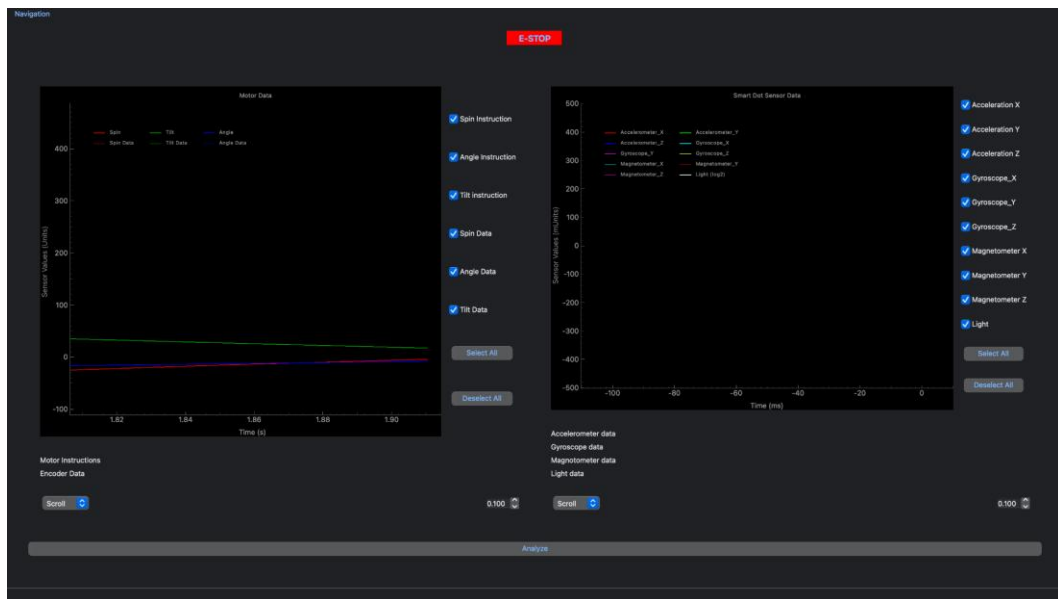 Navigation
E-STOP
Motor Data
Spin Tilt Angle
Spin Data Tilt Data Angle Data
400
300
200
100
0
-100
Sensor Values (Units)
1.82 1.84 1.86 1.88 1.90
Time (s)
Spin Instruction
Angle Instruction
Tilt Instruction
Spin Data
Angle Data
Tilt Data
Select All
Deselect All
Motor Instructions
Encoder Data
Scroll 0.100
Smart Dot Sensor Data
Accelerometer_X Accelerometer_Y
Accelerometer_Z Gyroscope_X
Gyroscope_Y Gyroscope_Z
Magnetometer_X Magnetometer_Y
Magnetometer_Z Light (log2)
500
400
300
200
100
0
-100
-200
-300
-400
-500
Sensor Values (mUnits)
-100 -80 -60 -40 -20 0
Time (ms)
Acceleration X
Acceleration Y
Acceleration Z
Gyroscope_X
Gyroscope_Y
Gyroscope_Z
Magnetometer X
Magnetometer Y
Magnetometer Z
Light
Select All
Deselect All
Accelerometer data
Gyroscope data
Magnotometer data
Light data
Scroll 0.100
Analyze